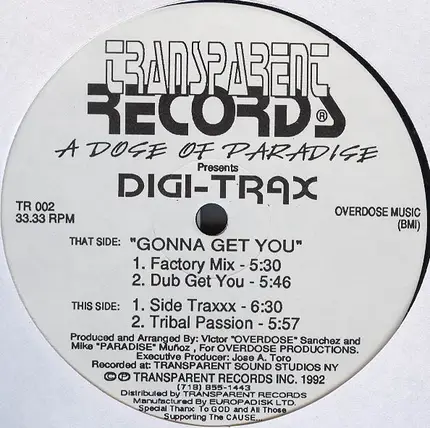 TRANSPARENT
RECORDS ®
A DOSE OF PARADISE
Presents
DIGI-TRAX
TR 002
33.33 RPM
OVERDOSE MUSIC
(BMI)
THAT SIDE: "GONNA GET YOU"
1. Factory Mix - 5:30
2. Dub Get You - 5:46
THIS SIDE: 1. Side Traxxx - 6:30
2. Tribal Passion - 5:57
Produced and Arranged By: Victor "OVERDOSE" Sanchez and
Mike "PARADISE" Muñoz , For OVERDOSE PRODUCTIONS.
Executive Producer: Jose A. Toro
Recorded at: TRANSPARENT SOUND STUDIOS NY
©℗ TRANSPARENT RECORDS INC. 1992
(718) 855-1443
Distributed by TRANSPARENT RECORDS
Manufactured By EUROPADISK LTD.
Special Thanx To GOD and All Those
Supporting The CAUSE....